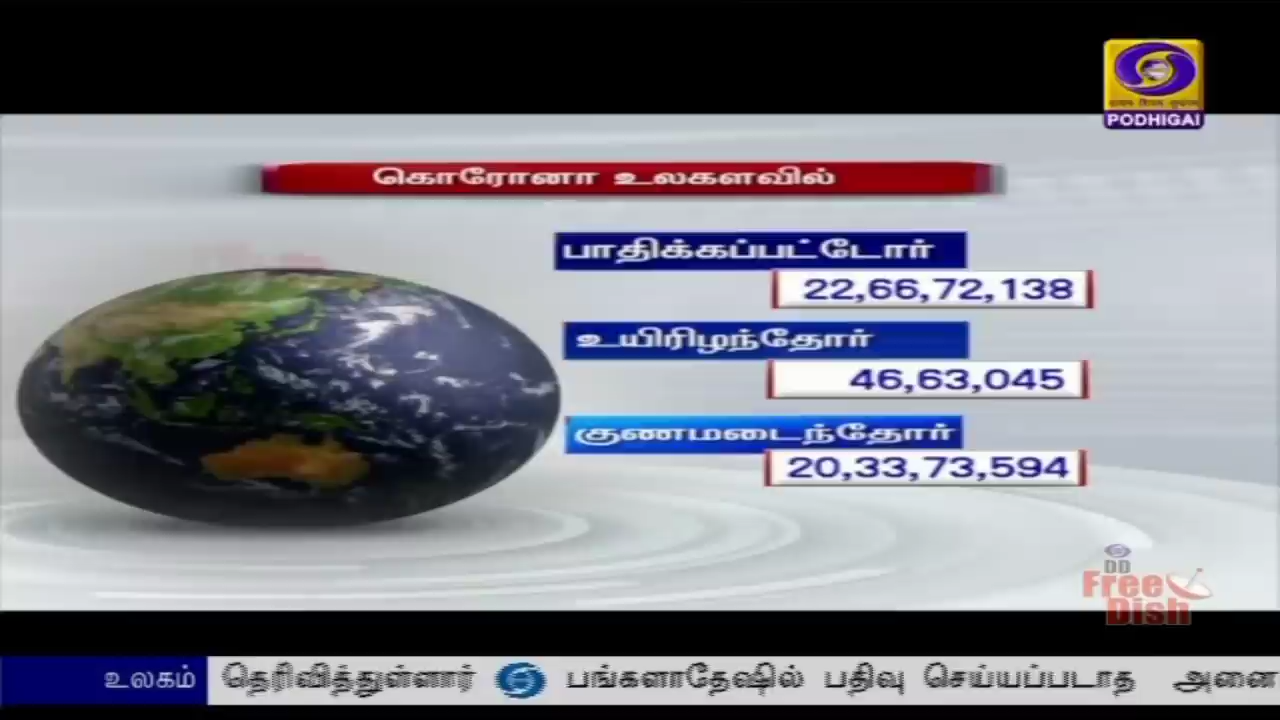 PODHIGAI
கொரோனா உலகளவில்
பாதிக்கப்பட்டோர்
22,66,72,138
உயிரிழந்தோர்
46,63,045
குணமடைந்தோர்
20,33,73,594
DD
Free
Dish
உலகம் தெரிவித்துள்ளார் பங்களாதேஷில் பதிவு செய்யப்படாத அனை